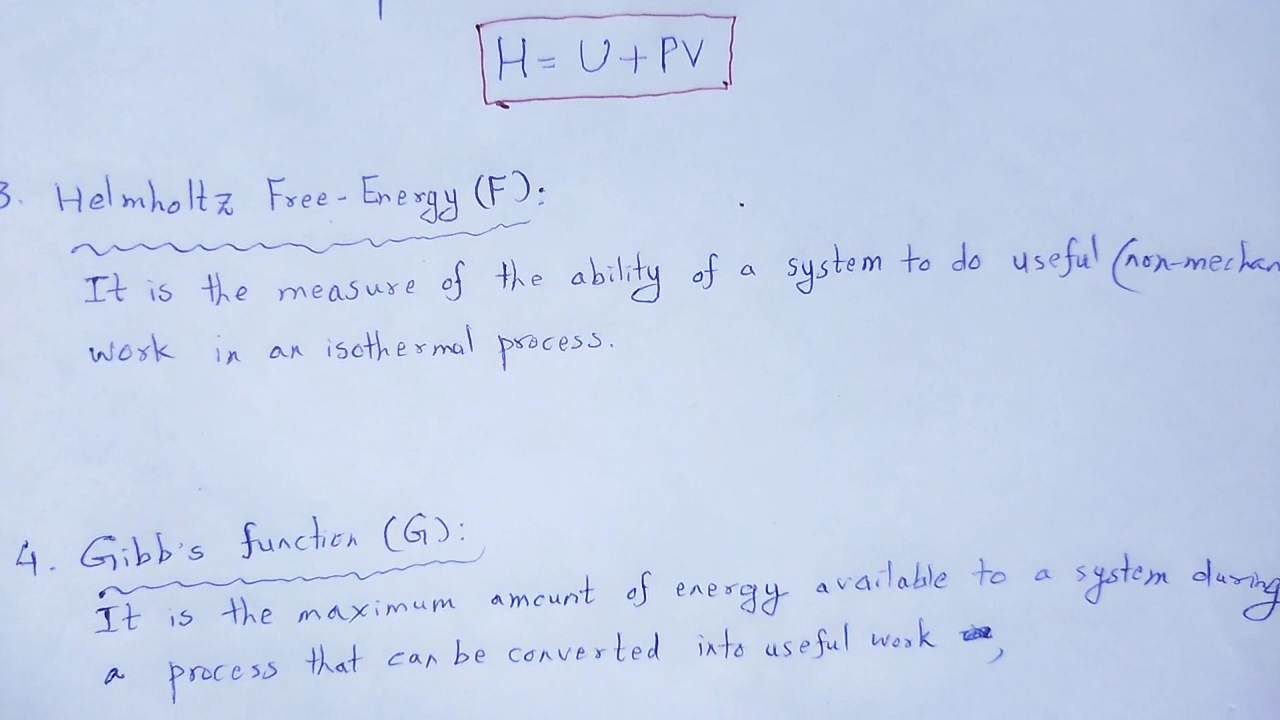 H = U + PV
3. Helmholtz Free-Energy (F):
It is the measure of the ability of a system to do useful (non-mechan
work in an isothermal process.
4. Gibb's function (G):
It is the maximum amount of energy available to a system during
a process that can be converted into useful work ,